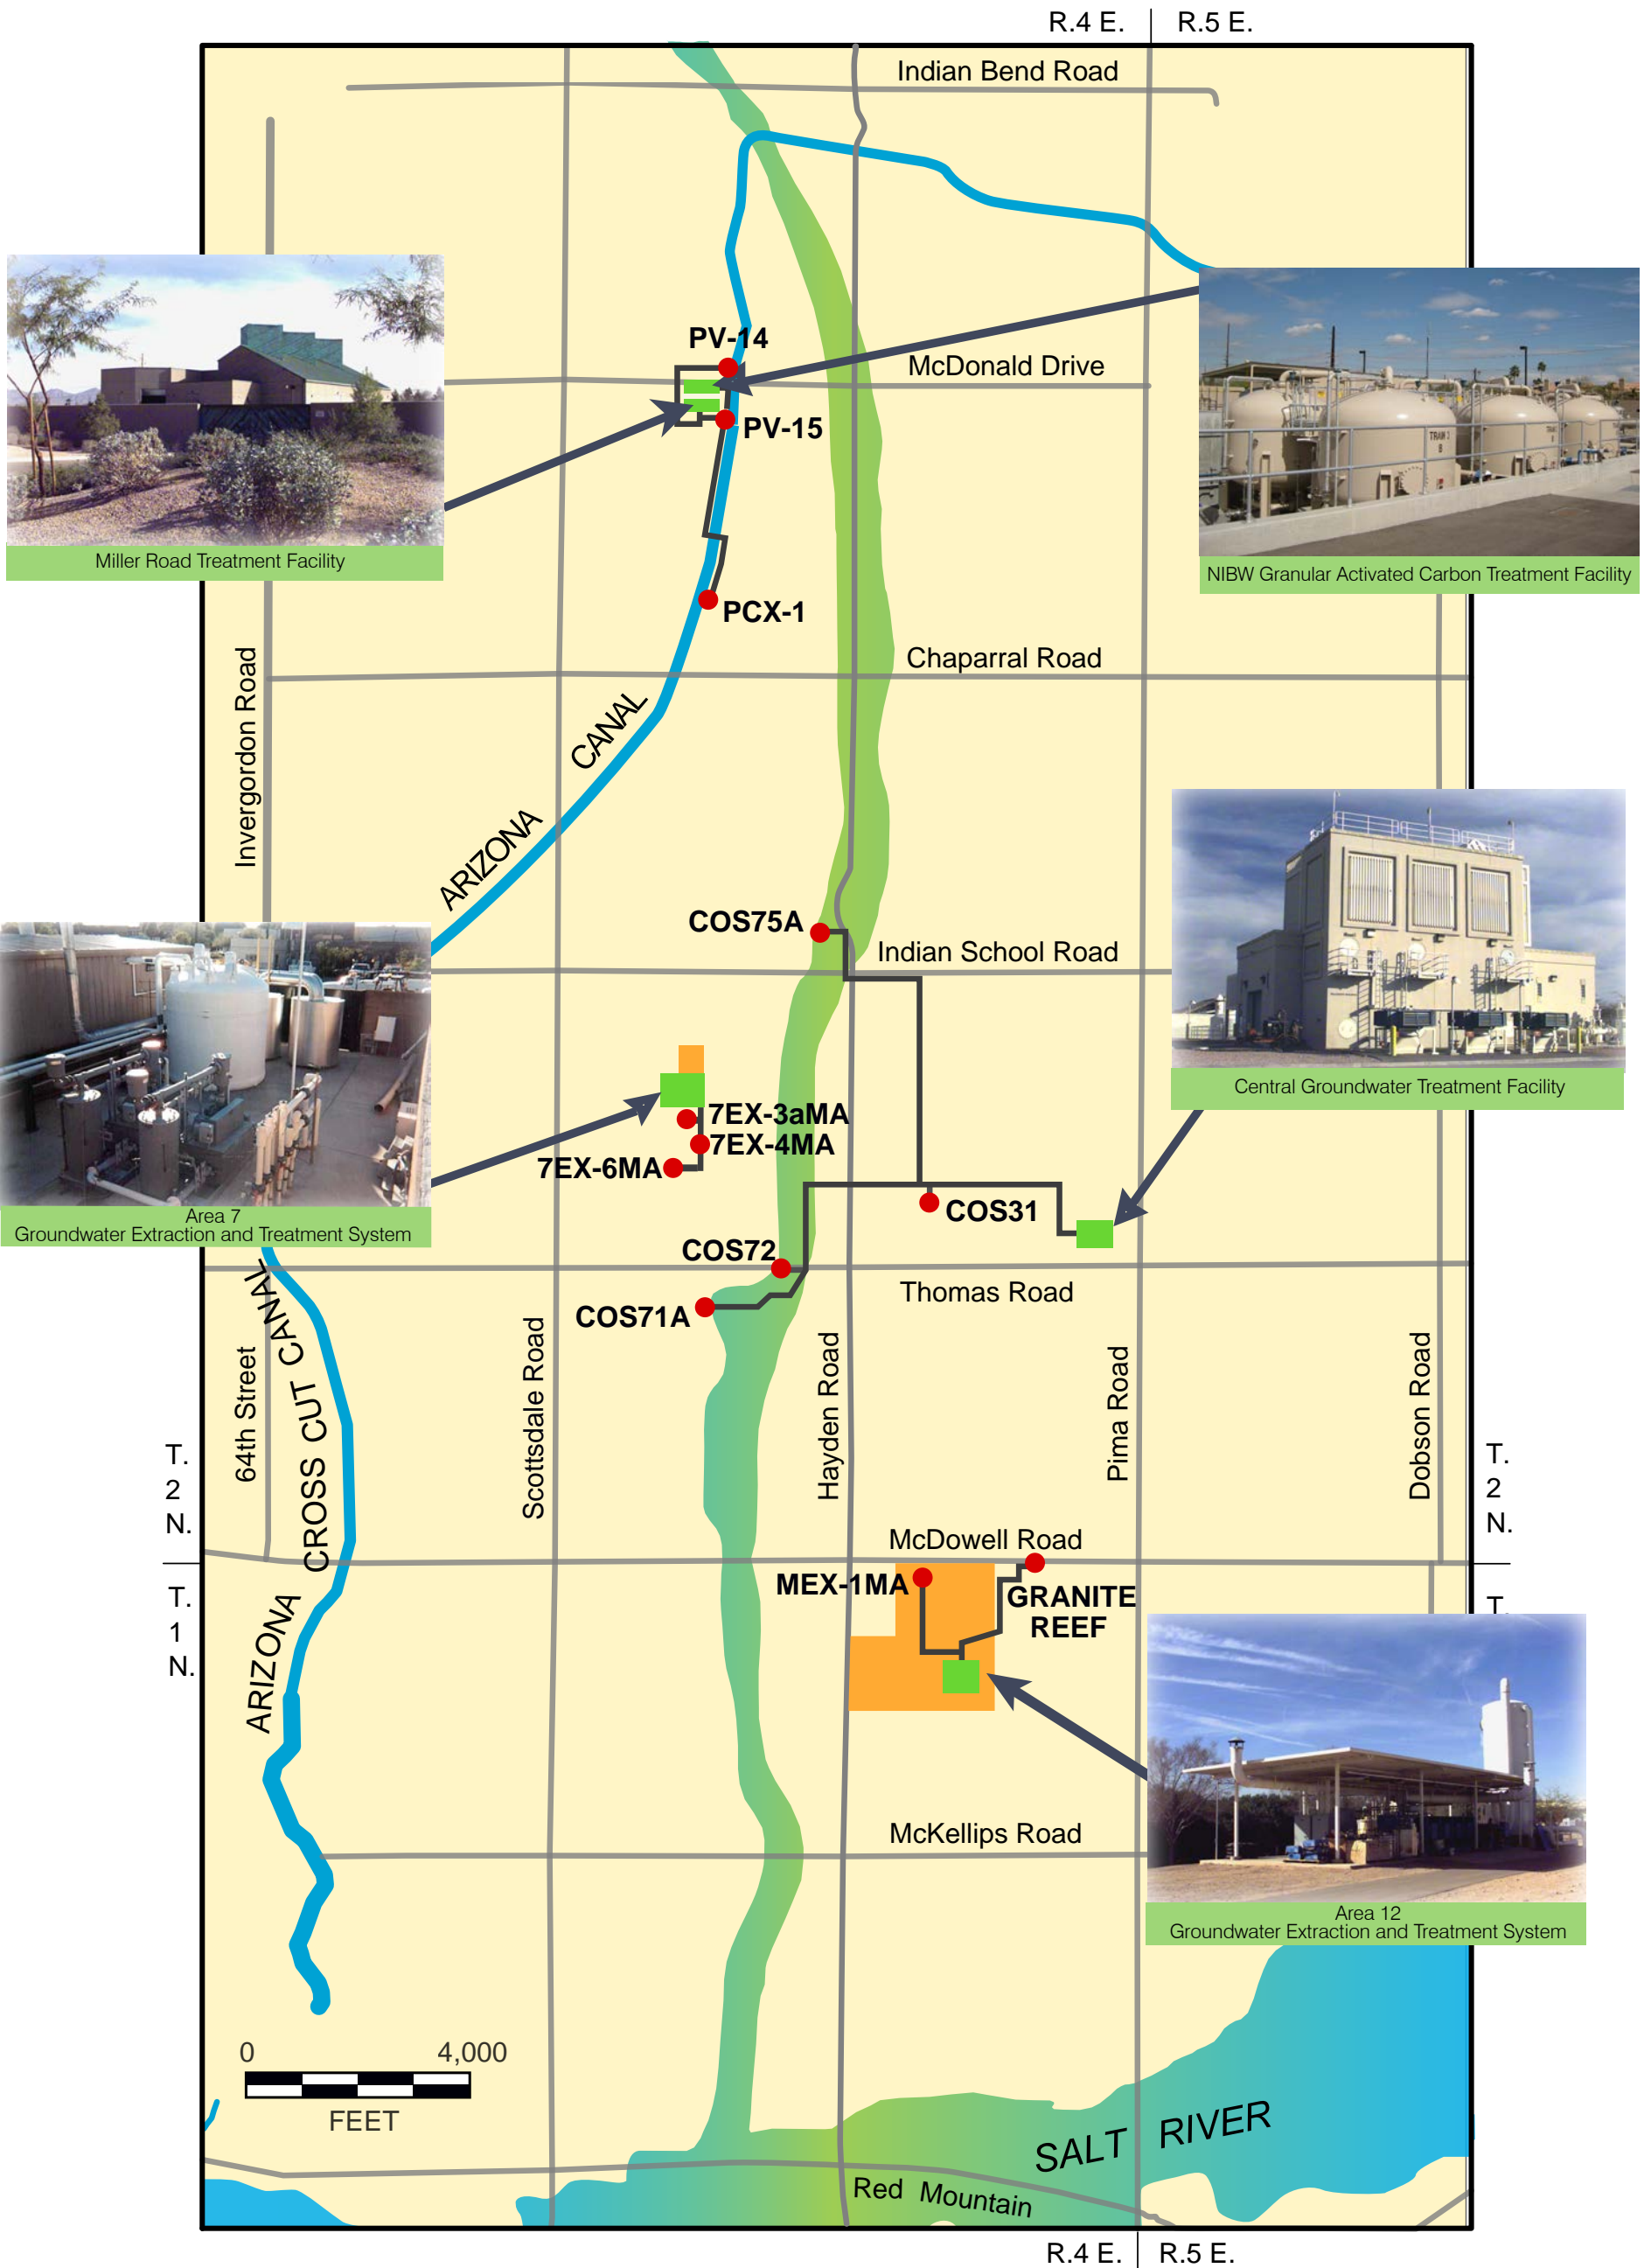 R.4 E. R.5 E.
Indian Bend Road
PV-14
McDonald Drive
PV-15
TRAIN 3
B
Miller Road Treatment Facility
NIBW Granular Activated Carbon Treatment Facility
PCX-1
Chaparral Road
Invergordon Road
ARIZONA CANAL
COS75A
Indian School Road
Central Groundwater Treatment Facility
7EX-3aMA
7EX-4MA
7EX-6MA
COS31
Area 7
Groundwater Extraction and Treatment System
COS72
Thomas Road
COS71A
64th Street
ARIZONA CROSS CUT CANAL
Scottsdale Road
Hayden Road
Pima Road
Dobson Road
T.
2
N.
T.
2
N.
McDowell Road
T.
1
N.
T.
MEX-1MA
GRANITE
REEF
McKellips Road
Area 12
Groundwater Extraction and Treatment System
0 4,000
FEET
SALT RIVER
Red Mountain
R.4 E. R.5 E.